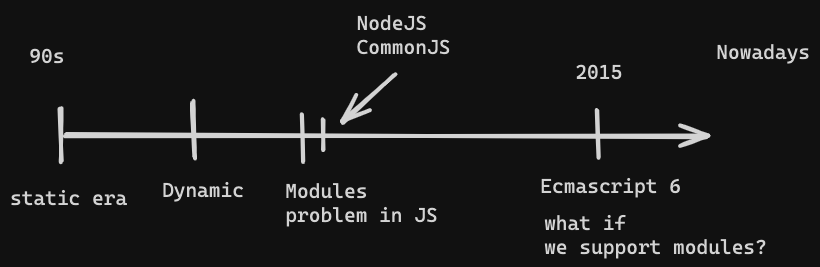 NodeJS
CommonJS
90s
2015
Nowadays
static era
Dynamic
Modules
problem in JS
Ecmascript 6
what if
we support modules?